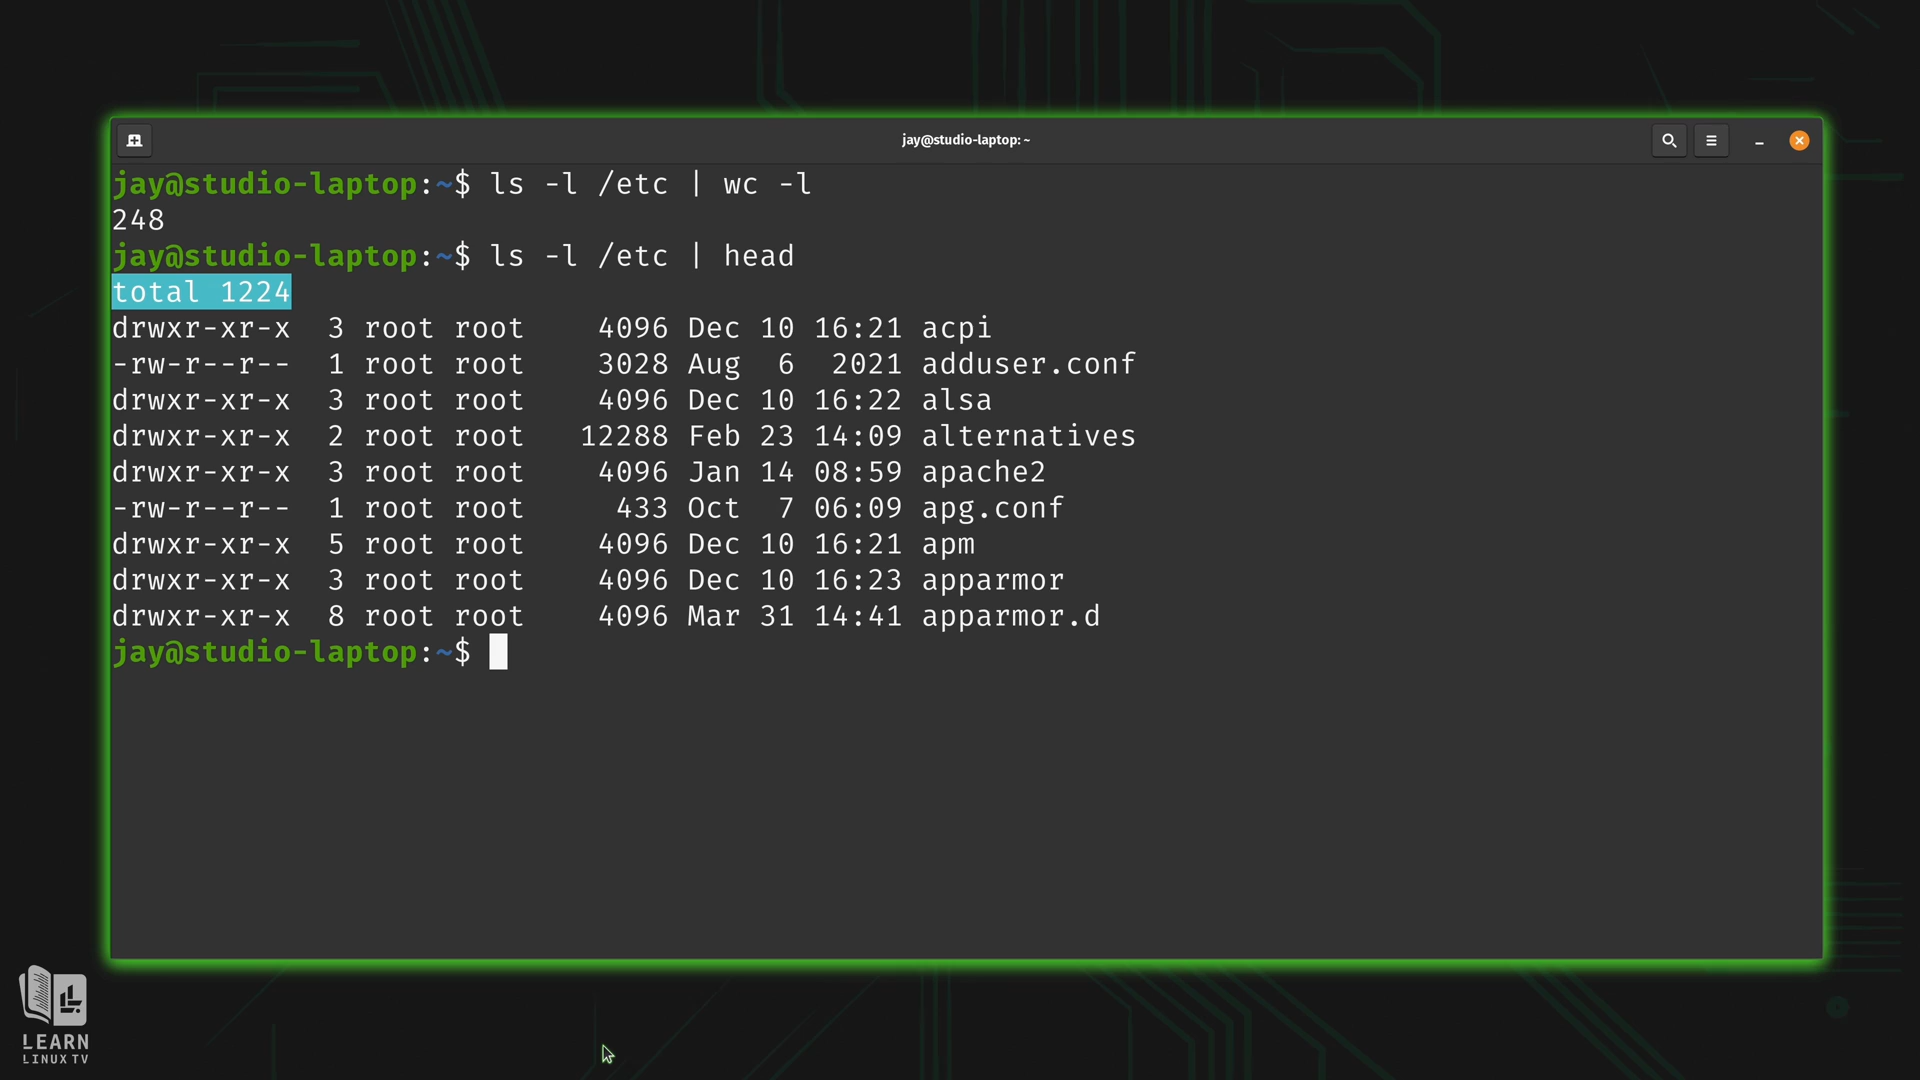 jay@studio-laptop: ~
jay@studio-laptop:~$ ls -l /etc | wc -l
248
jay@studio-laptop:~$ ls -l /etc | head
total 1224
drwxr-xr-x  3 root root    4096 Dec 10 16:21 acpi
-rw-r--r--  1 root root    3028 Aug  6  2021 adduser.conf
drwxr-xr-x  3 root root    4096 Dec 10 16:22 alsa
drwxr-xr-x  2 root root   12288 Feb 23 14:09 alternatives
drwxr-xr-x  3 root root    4096 Jan 14 08:59 apache2
-rw-r--r--  1 root root     433 Oct  7 06:09 apg.conf
drwxr-xr-x  5 root root    4096 Dec 10 16:21 apm
drwxr-xr-x  3 root root    4096 Dec 10 16:23 apparmor
drwxr-xr-x  8 root root    4096 Mar 31 14:41 apparmor.d
jay@studio-laptop:~$
LEARN
LINUX TV